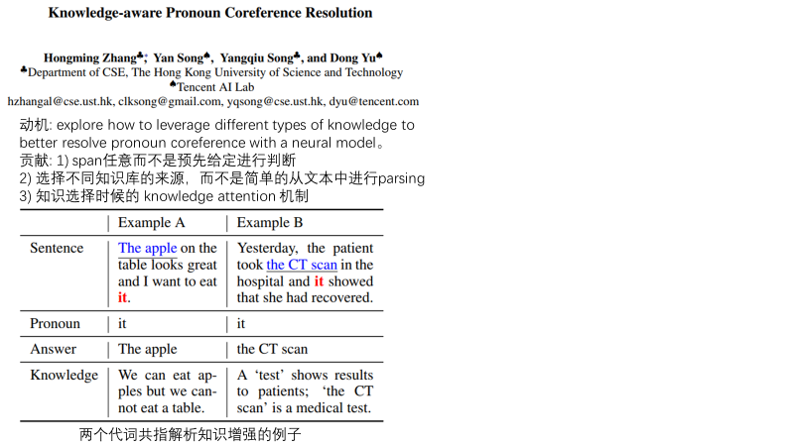 Knowledge-aware Pronoun Coreference Resolution
Hongming Zhang♣*, Yan Song♠, Yangqiu Song♣, and Dong Yu♠
♣Department of CSE, The Hong Kong University of Science and Technology
♠Tencent AI Lab
hzhangal@cse.ust.hk, clksong@gmail.com, yqsong@cse.ust.hk, dyu@tencent.com
动机: explore how to leverage different types of knowledge to
better resolve pronoun coreference with a neural model。
贡献: 1) span任意而不是预先给定进行判断
2) 选择不同知识库的来源，而不是简单的从文本中进行parsing
3) 知识选择时候的 knowledge attention 机制
Example A
Example B
Sentence
The apple on the
table looks great
and I want to eat
it.
Yesterday, the patient
took the CT scan in the
hospital and it showed
that she had recovered.
Pronoun
it
it
Answer
The apple
the CT scan
Knowledge
We can eat ap-
ples but we can-
not eat a table.
A ‘test’ shows results
to patients; ‘the CT
scan’ is a medical test.
两个代词共指解析知识增强的例子